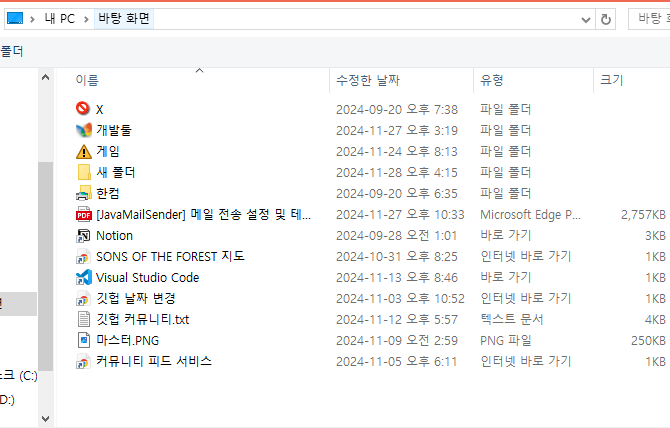 내 PC > 바탕 화면 바탕 화
폴더
이름 수정한 날짜 유형 크기
X 2024-09-20 오후 7:38 파일 폴더
개발툴 2024-11-27 오후 3:19 파일 폴더
게임 2024-11-24 오후 8:13 파일 폴더
새 폴더 2024-11-28 오후 4:15 파일 폴더
한컴 2024-09-20 오후 6:35 파일 폴더
PDF [JavaMailSender] 메일 전송 설정 및 테... 2024-11-27 오후 10:33 Microsoft Edge P... 2,757KB
Notion 2024-09-28 오전 1:01 바로 가기 3KB
SONS OF THE FOREST 지도 2024-10-31 오후 8:25 인터넷 바로 가기 1KB
Visual Studio Code 2024-11-13 오후 8:46 바로 가기 1KB
깃헙 날짜 변경 2024-11-03 오후 10:52 인터넷 바로 가기 1KB
깃헙 커뮤니티.txt 2024-11-12 오후 5:57 텍스트 문서 4KB
마스터.PNG 2024-11-09 오전 2:59 PNG 파일 250KB
커뮤니티 피드 서비스 2024-11-05 오후 6:11 인터넷 바로 가기 1KB
스크 (C:)
D:)